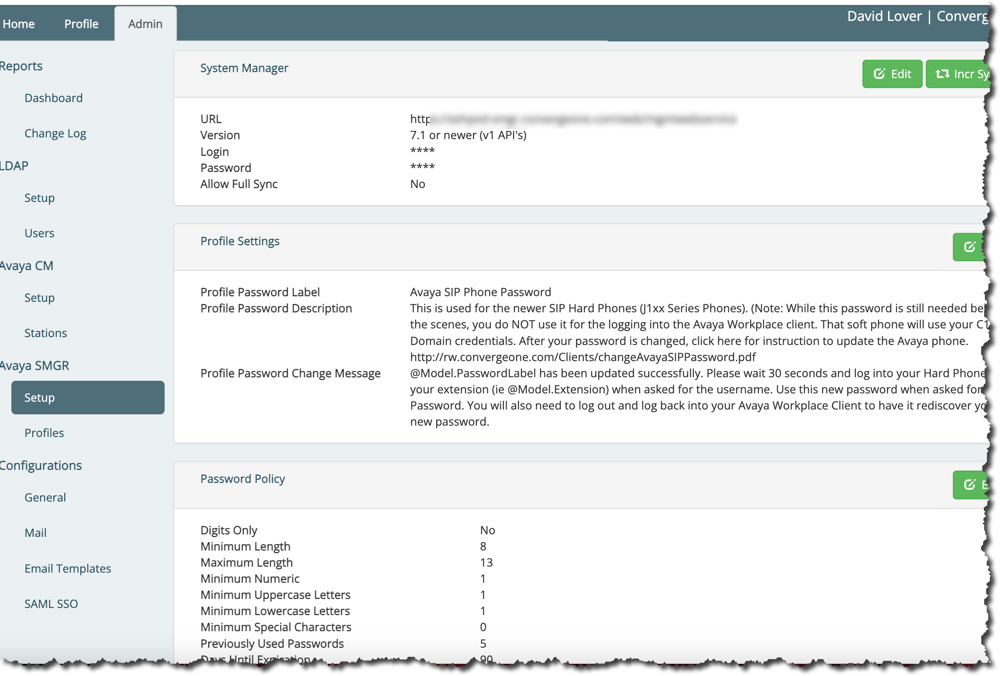 Home Profile Admin
David Lover | Converg
Reports
Dashboard
Change Log
LDAP
Setup
Users
Avaya CM
Setup
Stations
Avaya SMGR
Setup
Profiles
Configurations
General
Mail
Email Templates
SAML SSO
System Manager
Edit
Incr Sy
URL http
Version 7.1 or newer (v1 API's)
Login ****
Password ****
Allow Full Sync No
Profile Settings
Profile Password Label Avaya SIP Phone Password
Profile Password Description This is used for the newer SIP Hard Phones (J1xx Series Phones). (Note: While this password is still needed be
the scenes, you do NOT use it for the logging into the Avaya Workplace client. That soft phone will use your C1
Domain credentials. After your password is changed, click here for instruction to update the Avaya phone.
http://rw.convergeone.com/Clients/changeAvayaSIPPassword.pdf
Profile Password Change Message @Model.PasswordLabel has been updated successfully. Please wait 30 seconds and log into your Hard Phone
your extension (ie @Model.Extension) when asked for the username. Use this new password when asked for
Password. You will also need to log out and log back into your Avaya Workplace Client to have it rediscover yo
new password.
Password Policy
E
Digits Only No
Minimum Length 8
Maximum Length 13
Minimum Numeric 1
Minimum Uppercase Letters 1
Minimum Lowercase Letters 1
Minimum Special Characters 0
Previously Used Passwords 5
Days Until Expiration 90